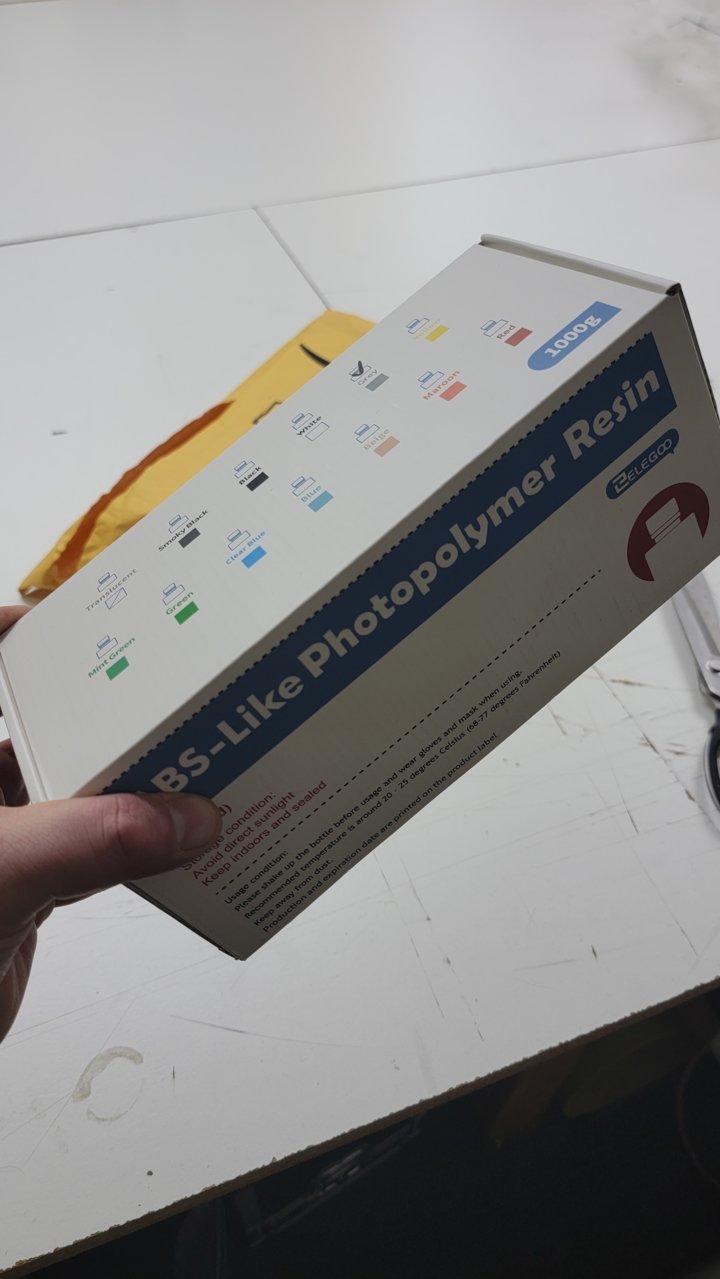 Translucent
Smoky Black
Black
White
Grey
Yellow
Mint Green
Green
Clear Blue
Blue
Beige
Maroon
Red
1000g
BS-Like Photopolymer Resin
ELEGOO
condition:
Avoid direct sunlight
Keep indoors and sealed
Usage condition:
Please shake up the bottle before usage and wear gloves and mask when using.
Recommended temperature is around 20 - 25 degrees Celsius (68-77 degrees Fahrenheit)
Keep away from dust.
Production and expiration date are printed on the product label